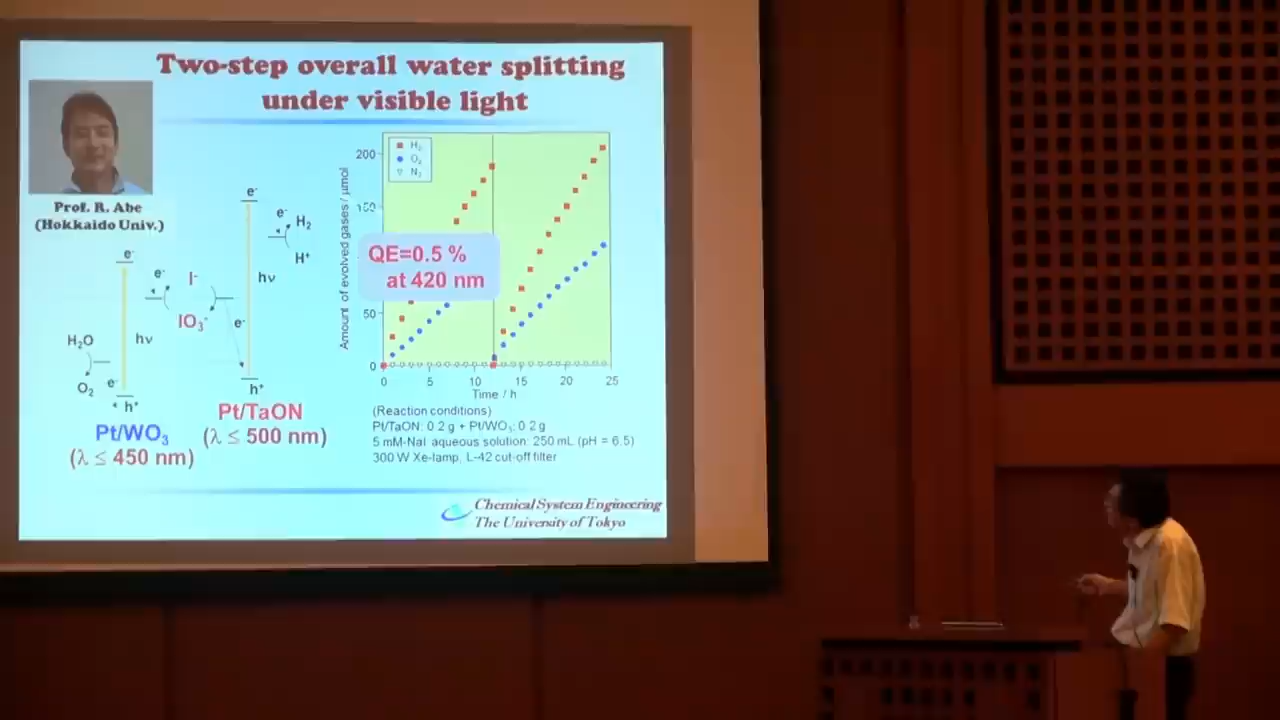 Two-step overall water splitting
under visible light
Prof. R. Abe
(Hokkaido Univ.)
e-
e-
H2
H+
hν
e-
e-
I-
IO3-
e-
hν
H2O
O2
e-
h+
h+
Pt/TaON
(λ ≤ 500 nm)
Pt/WO3
(λ ≤ 450 nm)
H2
O2
N2
Amount of evolved gases / μmol
200
150
50
0
QE=0.5 %
at 420 nm
0 5 10 15 20 25
Time / h
(Reaction conditions)
Pt/TaON: 0.2 g + Pt/WO3: 0.2 g
5 mM-NaI aqueous solution: 250 mL (pH = 6.5)
300 W Xe-lamp, L-42 cut-off filter
Chemical System Engineering
The University of Tokyo